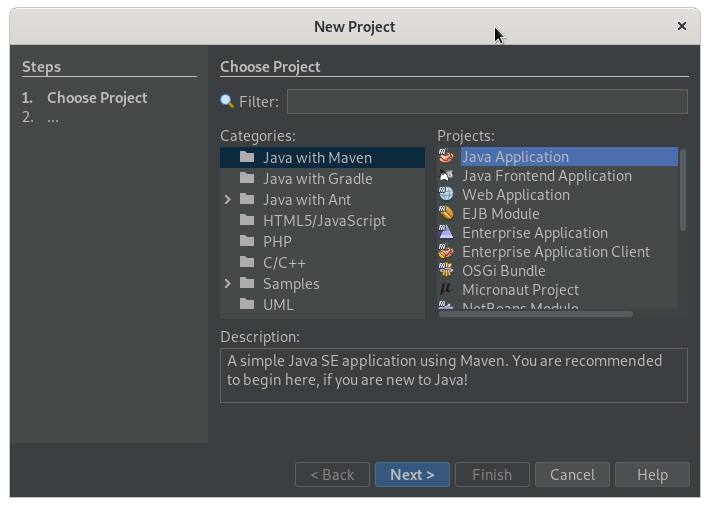 New Project
Steps
1. Choose Project
2. ...
Choose Project
Filter:
Categories:
Java with Maven
Java with Gradle
Java with Ant
HTML5/JavaScript
PHP
C/C++
Samples
UML
Projects:
Java Application
Java Frontend Application
Web Application
EJB Module
Enterprise Application
Enterprise Application Client
OSGi Bundle
Micronaut Project
NetBeans Module
Description:
A simple Java SE application using Maven. You are recommended
to begin here, if you are new to Java!
< Back
Next >
Finish
Cancel
Help